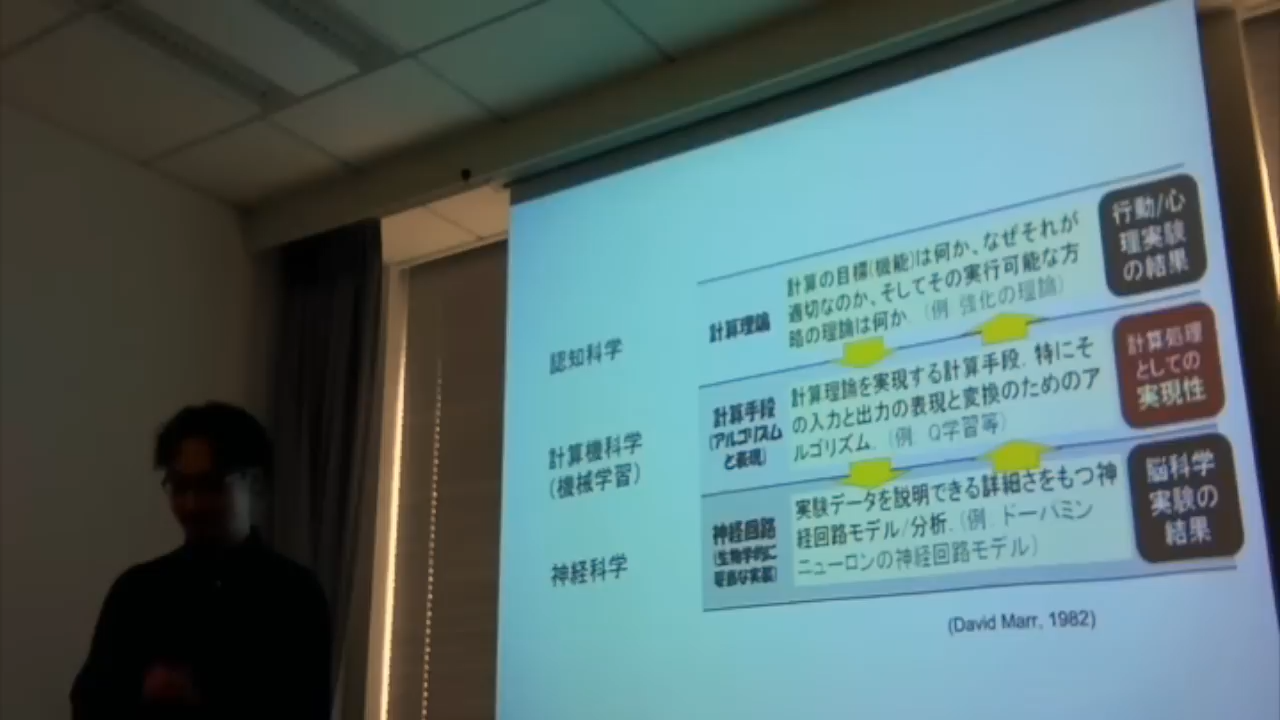 認知科学
計算機科学
(機械学習)
神経科学
計算理論
計算の目標(機能)は何か、なぜそれが
適切なのか、そしてその実行可能な方
略の理論は何か.(例 強化の理論)
行動/心
理実験
の結果
計算手段
(アルゴリズム
と表現)
計算理論を実現する計算手段. 特にそ
の入力と出力の表現と変換のためのア
ルゴリズム.(例 Q学習等)
計算処理
としての
実現性
神経回路
(生物学的に
妥当な実装)
実験データを説明できる詳細さをもつ神
経回路モデル/分析.(例. ドーパミン
ニューロンの神経回路モデル)
脳科学
実験の
結果
(David Marr, 1982)